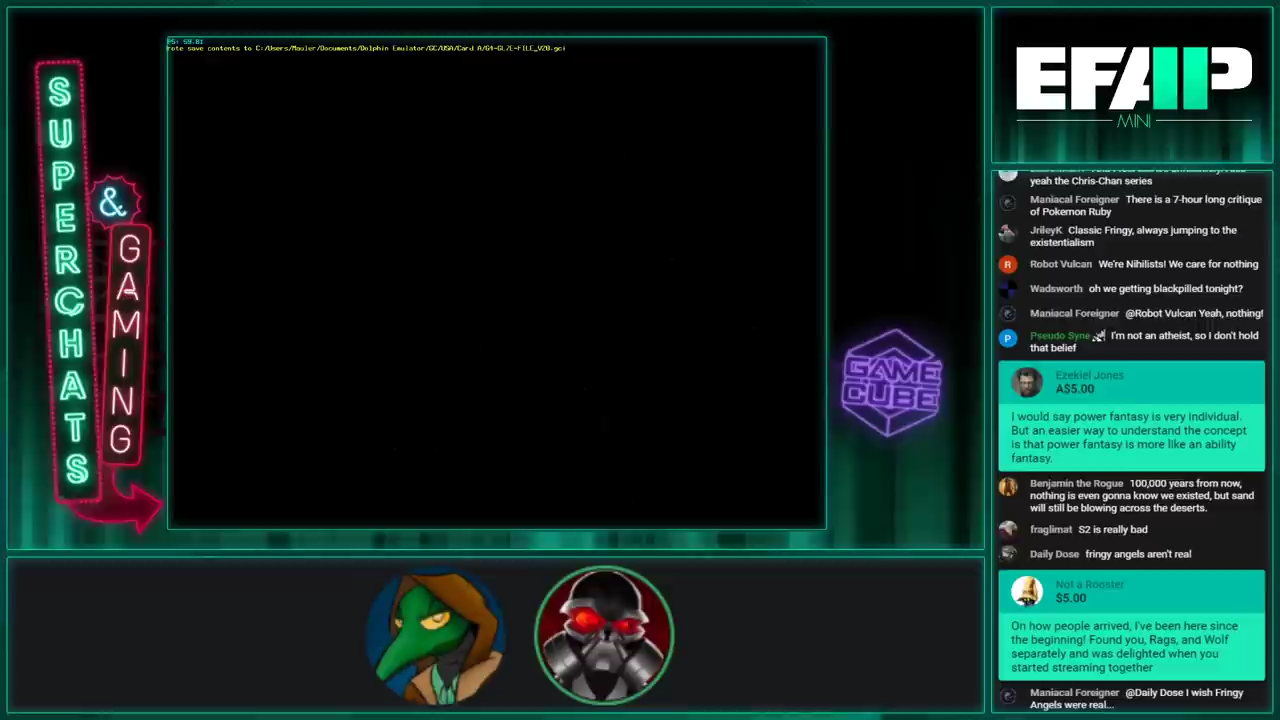 FPS: 59.81
rote save contents to C:/Users/Mauler/Documents/Dolphin Emulator/GC/USA/Card A/G4-GL7E-FILE_V20.gci
SUPERCHATS
&
GAMING
GAME
CUBE
EFAP
MINI
yeah the Chris-Chan series
Maniacal Foreigner There is a 7-hour long critique
of Pokemon Ruby
JrileyK Classic Fringy, always jumping to the
existentialism
R
Robot Vulcan We're Nihilists! We care for nothing
Wadsworth oh we getting blackpilled tonight?
Maniacal Foreigner @Robot Vulcan Yeah, nothing!
P
Pseudo Syne I'm not an atheist, so I don't hold
that belief
Ezekiel Jones
A$5.00
I would say power fantasy is very individual.
But an easier way to understand the concept
is that power fantasy is more like an ability
fantasy.
Benjamin the Rogue 100,000 years from now,
nothing is even gonna know we existed, but sand
will still be blowing across the deserts.
fraglimat S2 is really bad
Daily Dose fringy angels aren't real
Not a Rooster
$5.00
On how people arrived, I've been here since
the beginning! Found you, Rags, and Wolf
separately and was delighted when you
started streaming together
Maniacal Foreigner @Daily Dose I wish Fringy
Angels were real...